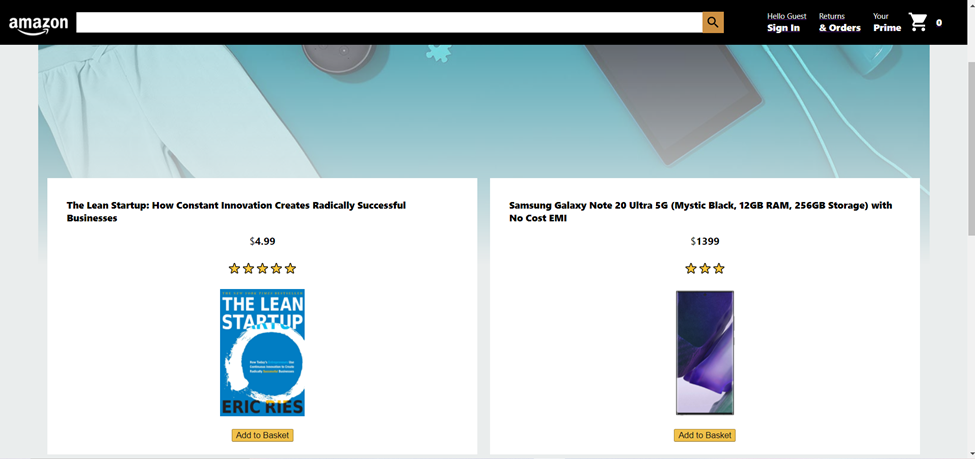 amazon
Hello Guest
Sign In
Returns
& Orders
Your
Prime
0
The Lean Startup: How Constant Innovation Creates Radically Successful
Businesses
$4.99
THE LEAN
STARTUP
ERIC RIES
Add to Basket
Samsung Galaxy Note 20 Ultra 5G (Mystic Black, 12GB RAM, 256GB Storage) with
No Cost EMI
$1399
Add to Basket